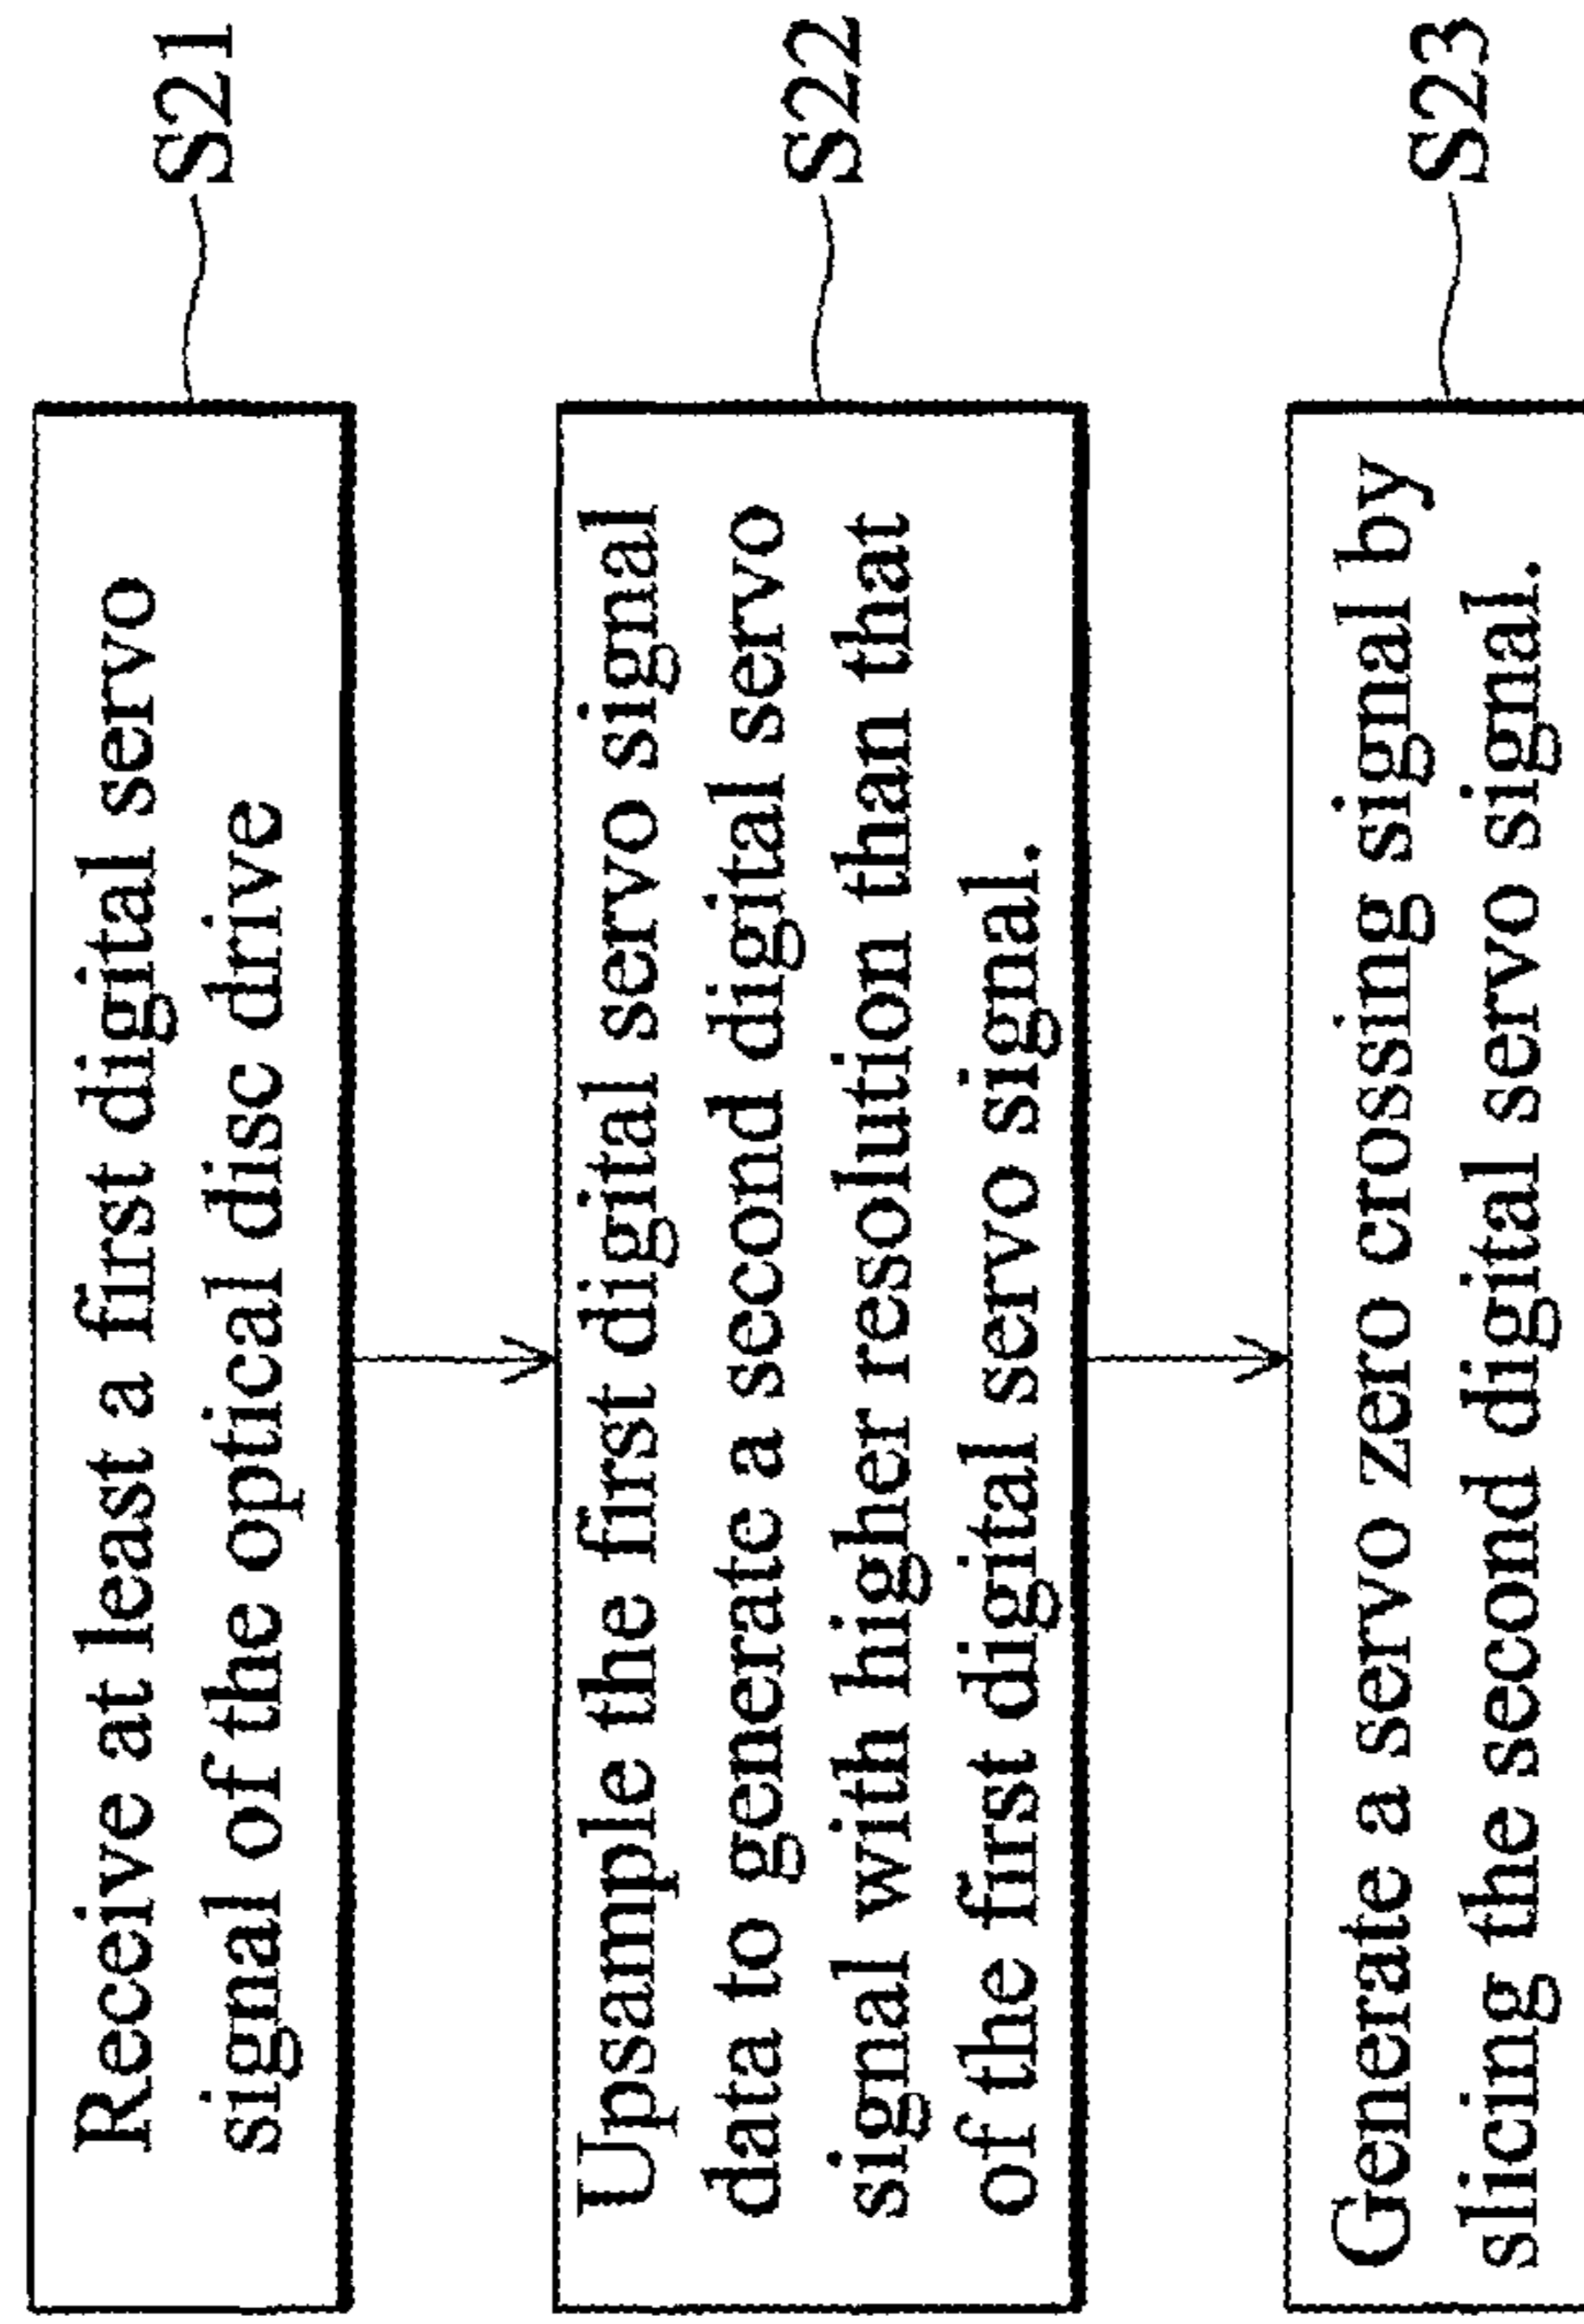 Receive at least a first digital servo
signal of the optical disc drive
S21
Upsample the first digital servo signal
data to generate a second digital servo
signal with higher resolution than that
of the first digital servo signal.
S22
Generate a servo zero crossing signal by
slicing the second digital servo signal.
S23